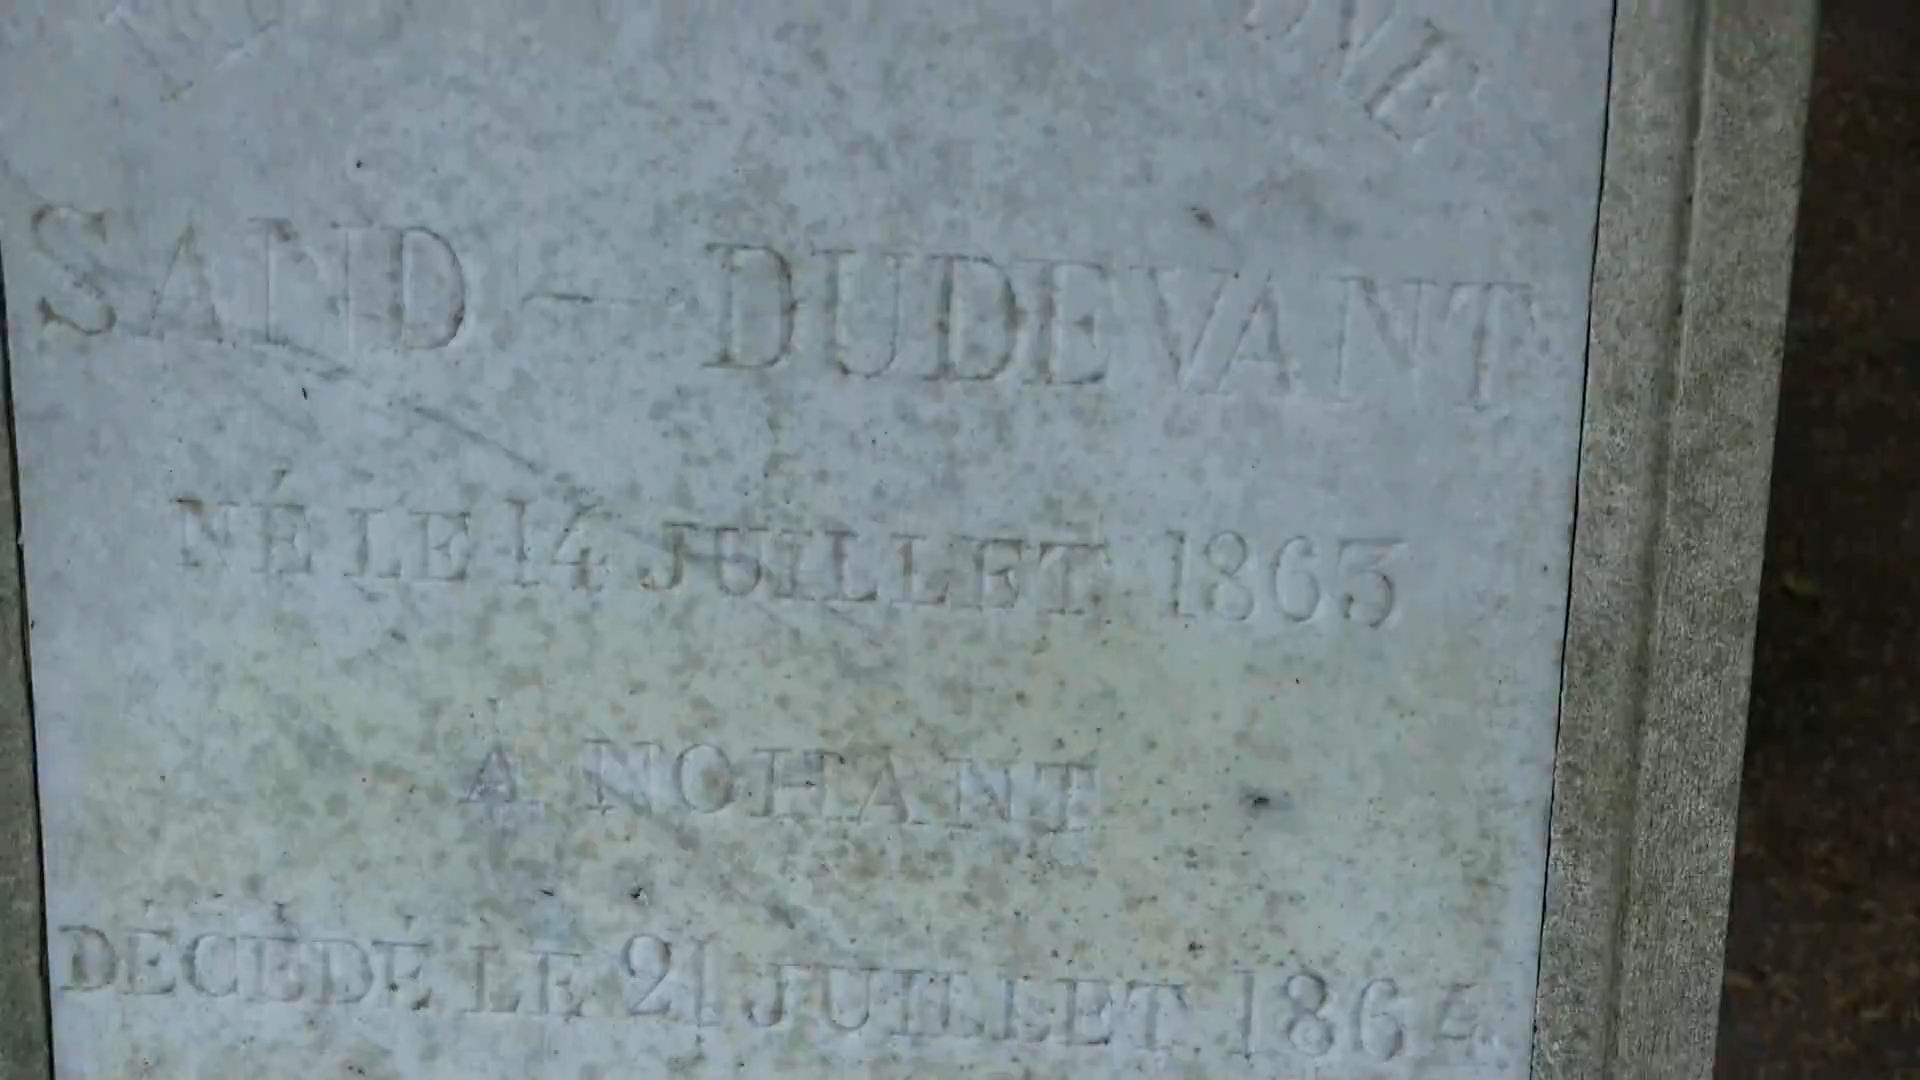 SAND — DUDEVANT
NÉ LE 14 JUILLET 1863
A NOHANT
DÉCÉDÉ LE 21 JUILLET 1864